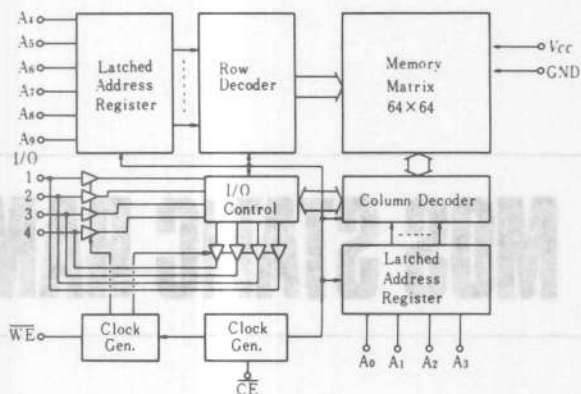 A4
A5
A6
A7
A8
A9
Latched
Address
Register
Row
Decoder
Memory
Matrix
64×64
Vcc
GND
I/O
1
2
3
4
I/O
Control
Column Decoder
Latched
Address
Register
WE
Clock
Gen.
Clock
Gen.
CE
A0
A1
A2
A3